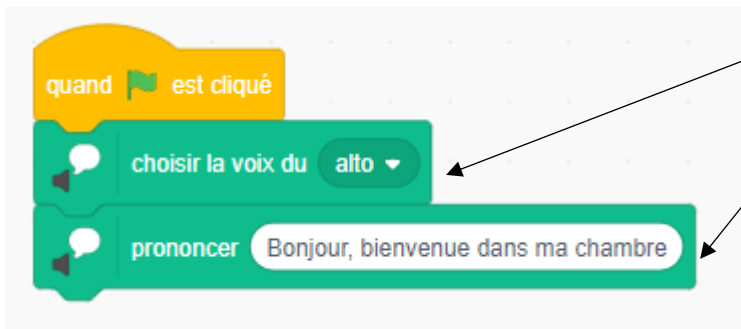 quand est cliqué
choisir la voix du alto
prononcer Bonjour, bienvenue dans ma chambre